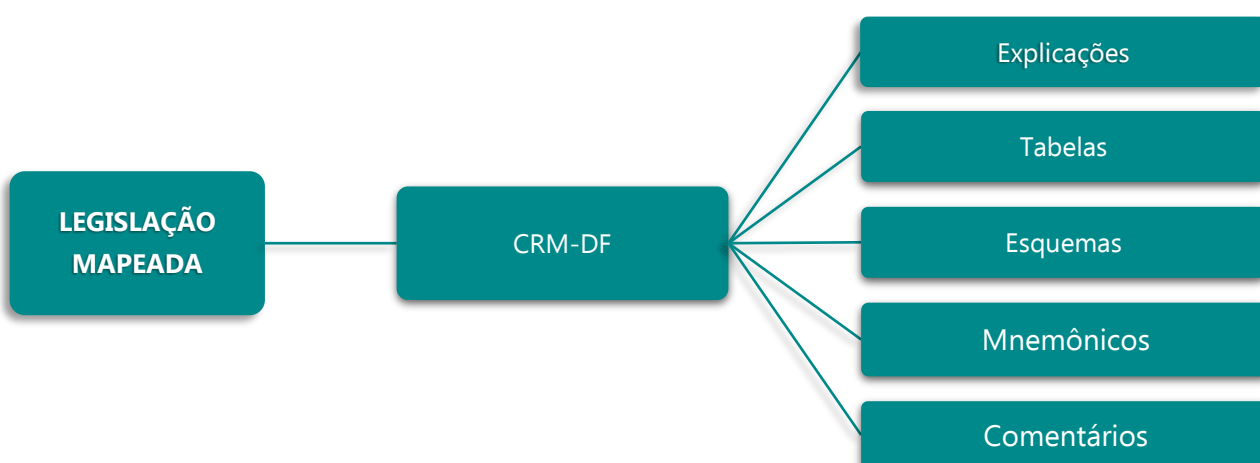 LEGISLAÇÃO
MAPEADA
CRM-DF
Explicações
Tabelas
Esquemas
Mnemônicos
Comentários